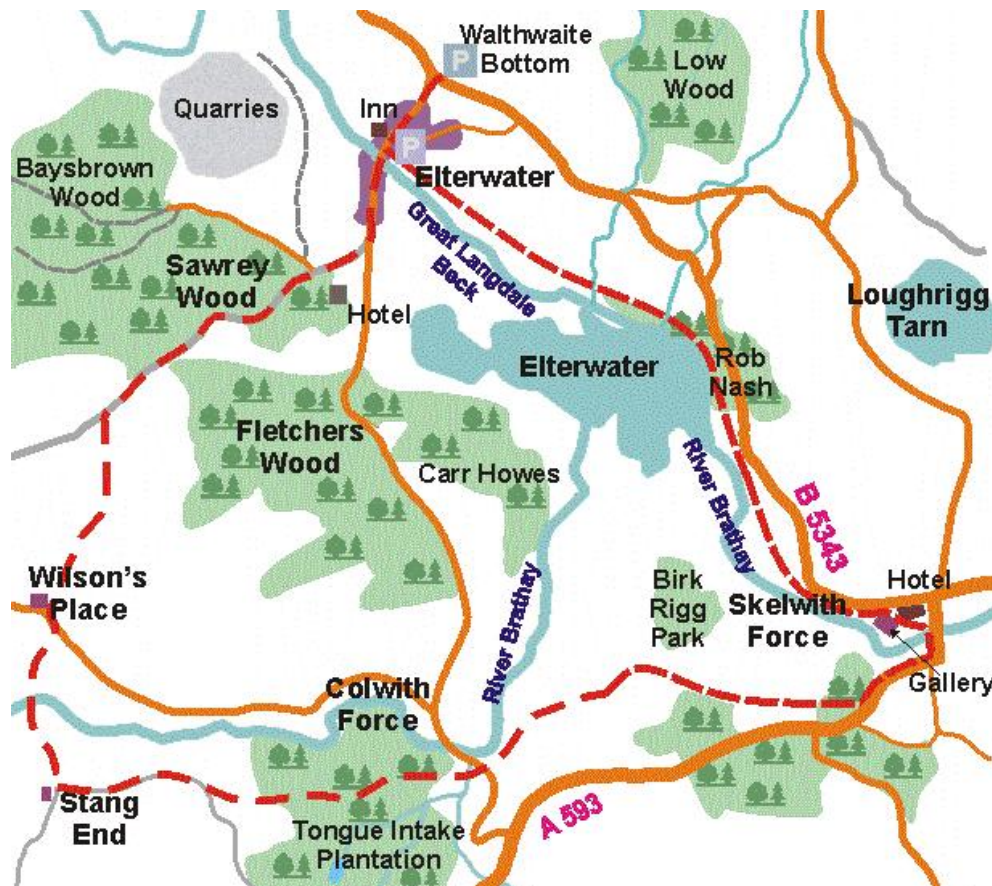 P
Walthwaite
Bottom
Low
Wood
Quarries
Inn
P
Baysbrown
Wood
Elterwater
Great Langdale
Beck
Sawrey
Wood
Hotel
Loughrigg
Tarn
Elterwater
Rob
Nash
Fletchers
Wood
Carr Howes
River Brathay
B 5343
Wilson's
Place
Birk
Rigg
Park
Skelwith
Force
Hotel
River Brathay
Gallery
Colwith
Force
Stang
End
A 593
Tongue Intake
Plantation